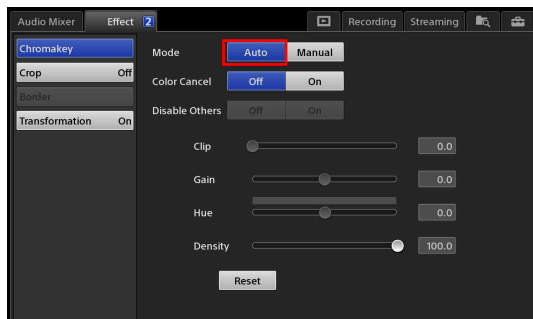 Audio Mixer Effect 2 Recording Streaming
Chromakey
Crop Off
Border
Transformation On
Mode Auto Manual
Color Cancel Off On
Disable Others Off On
Clip 0.0
Gain 0.0
Hue 0.0
Density 100.0
Reset